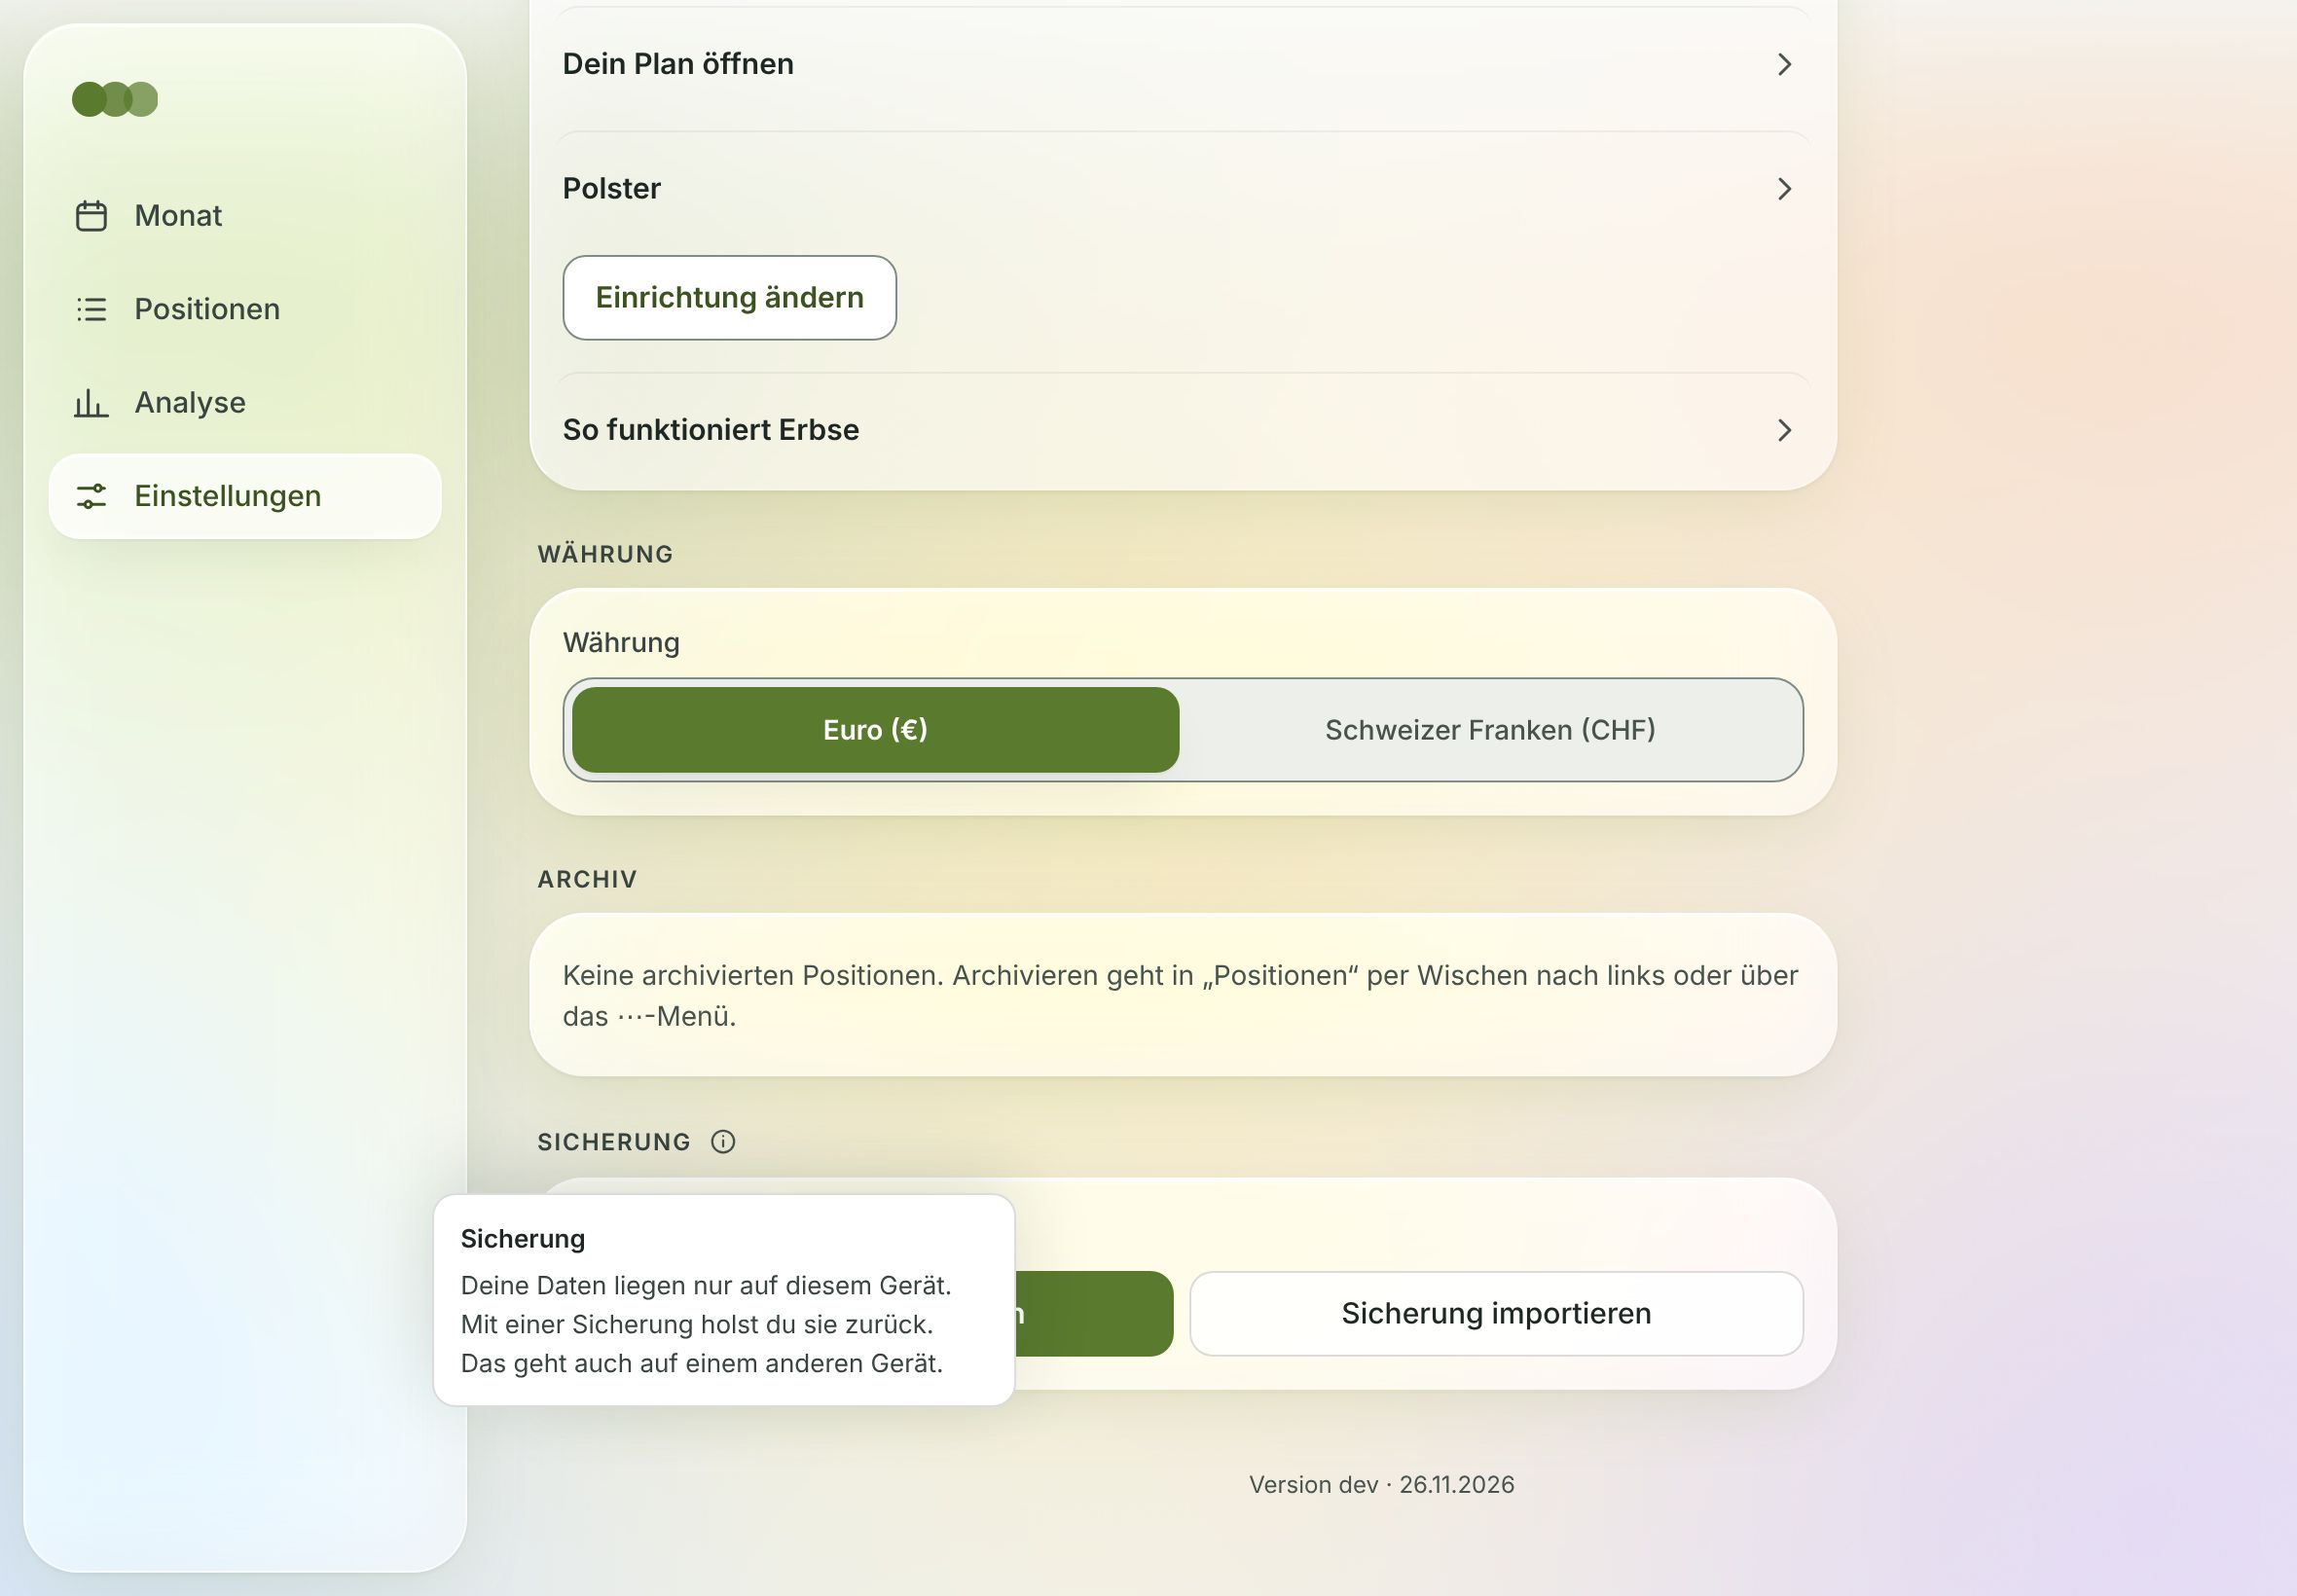 Monat
Positionen
Analyse
Einstellungen
Dein Plan öffnen
Polster
Einrichtung ändern
So funktioniert Erbse
WÄHRUNG
Währung
Euro (€)
Schweizer Franken (CHF)
ARCHIV
Keine archivierten Positionen. Archivieren geht in „Positionen“ per Wischen nach links oder über
das ···-Menü.
SICHERUNG
Sicherung
Deine Daten liegen nur auf diesem Gerät.
Mit einer Sicherung holst du sie zurück.
Das geht auch auf einem anderen Gerät.
Sicherung importieren
Version dev · 26.11.2026